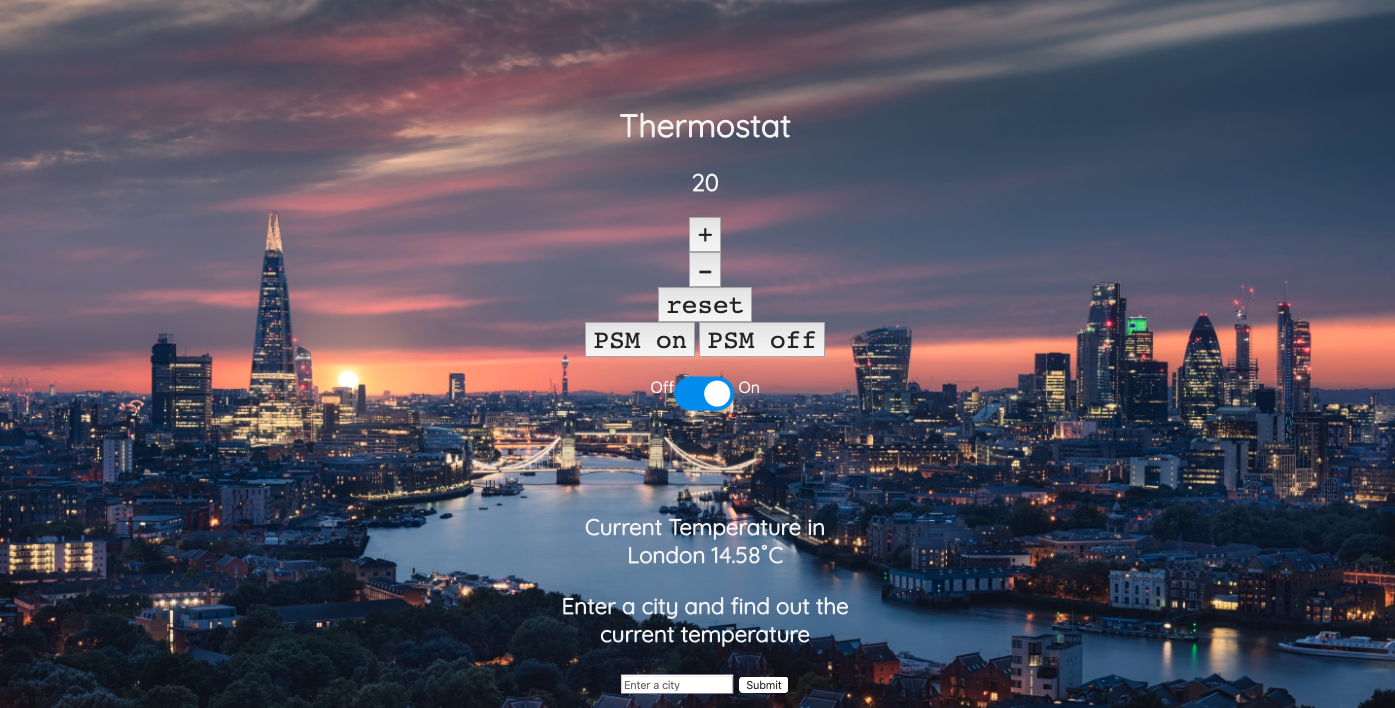 Thermostat
20
+
-
reset
PSM on PSM off
Off On
Current Temperature in
London 14.58°C
Enter a city and find out the
current temperature
Enter a city Submit